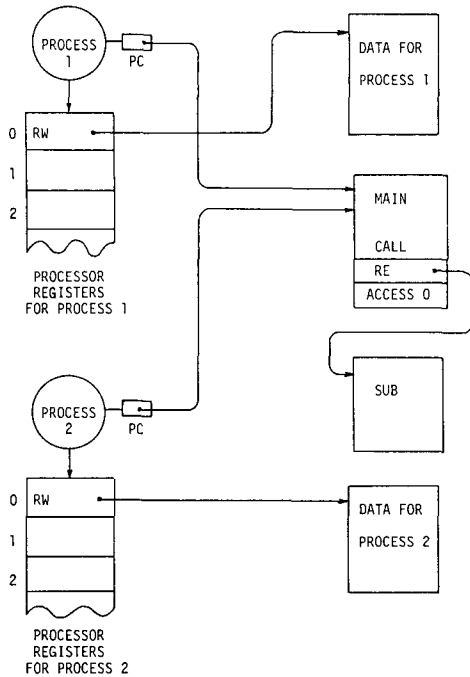 PROCESS
1
PC
0 RW
1
2
PROCESSOR
REGISTERS
FOR PROCESS 1
DATA FOR
PROCESS 1
MAIN
CALL
RE
ACCESS 0
SUB
PROCESS
2
PC
0 RW
1
2
PROCESSOR
REGISTERS
FOR PROCESS 2
DATA FOR
PROCESS 2